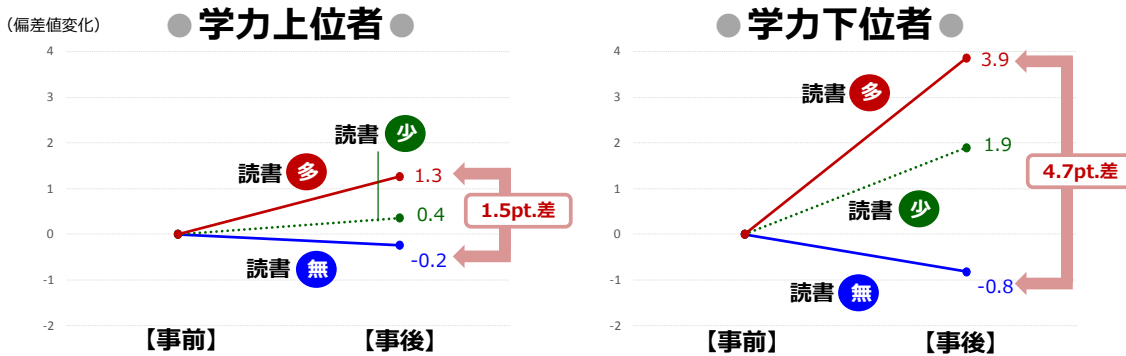 （偏差値変化）
●学力上位者●
4
3
2
1
0
-1
-2
読書 少
読書 多
1.3
0.4
-0.2
読書 無
1.5pt.差
【事前】
【事後】
●学力下位者●
4
3
2
1
0
-1
-2
読書 多
3.9
1.9
読書 少
読書 無
-0.8
4.7pt.差
【事前】
【事後】